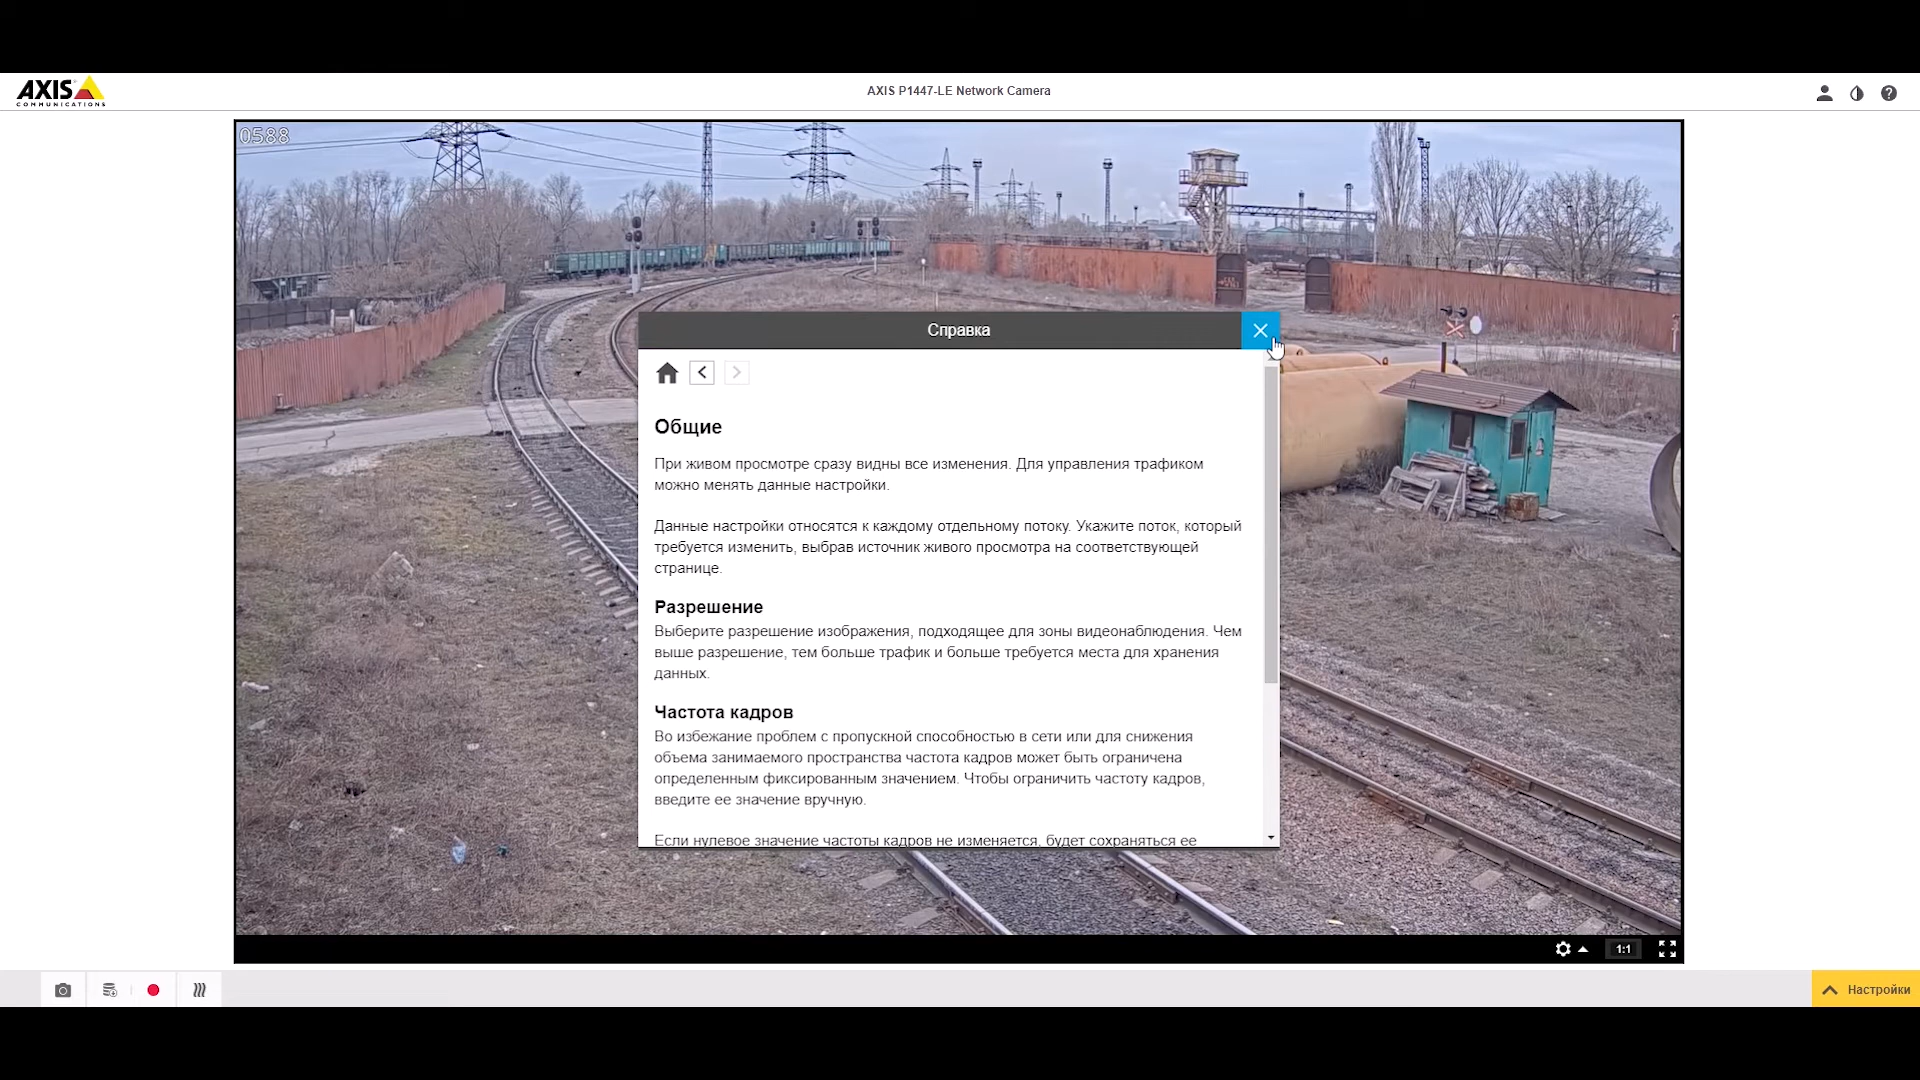 AXIS
COMMUNICATIONS
AXIS P1447-LE Network Camera
0588
Справка
Общие
При живом просмотре сразу видны все изменения. Для управления трафиком
можно менять данные настройки.
Данные настройки относятся к каждому отдельному потоку. Укажите поток, который
требуется изменить, выбрав источник живого просмотра на соответствующей
странице.
Разрешение
Выберите разрешение изображения, подходящее для зоны видеонаблюдения. Чем
выше разрешение, тем больше трафик и больше требуется места для хранения
данных.
Частота кадров
Во избежание проблем с пропускной способностью в сети или для снижения
объема занимаемого пространства частота кадров может быть ограничена
определенным фиксированным значением. Чтобы ограничить частоту кадров,
введите ее значение вручную.
Если нулевое значение частоты кадров не изменяется, будет сохраняться ее
1:1
Настройки